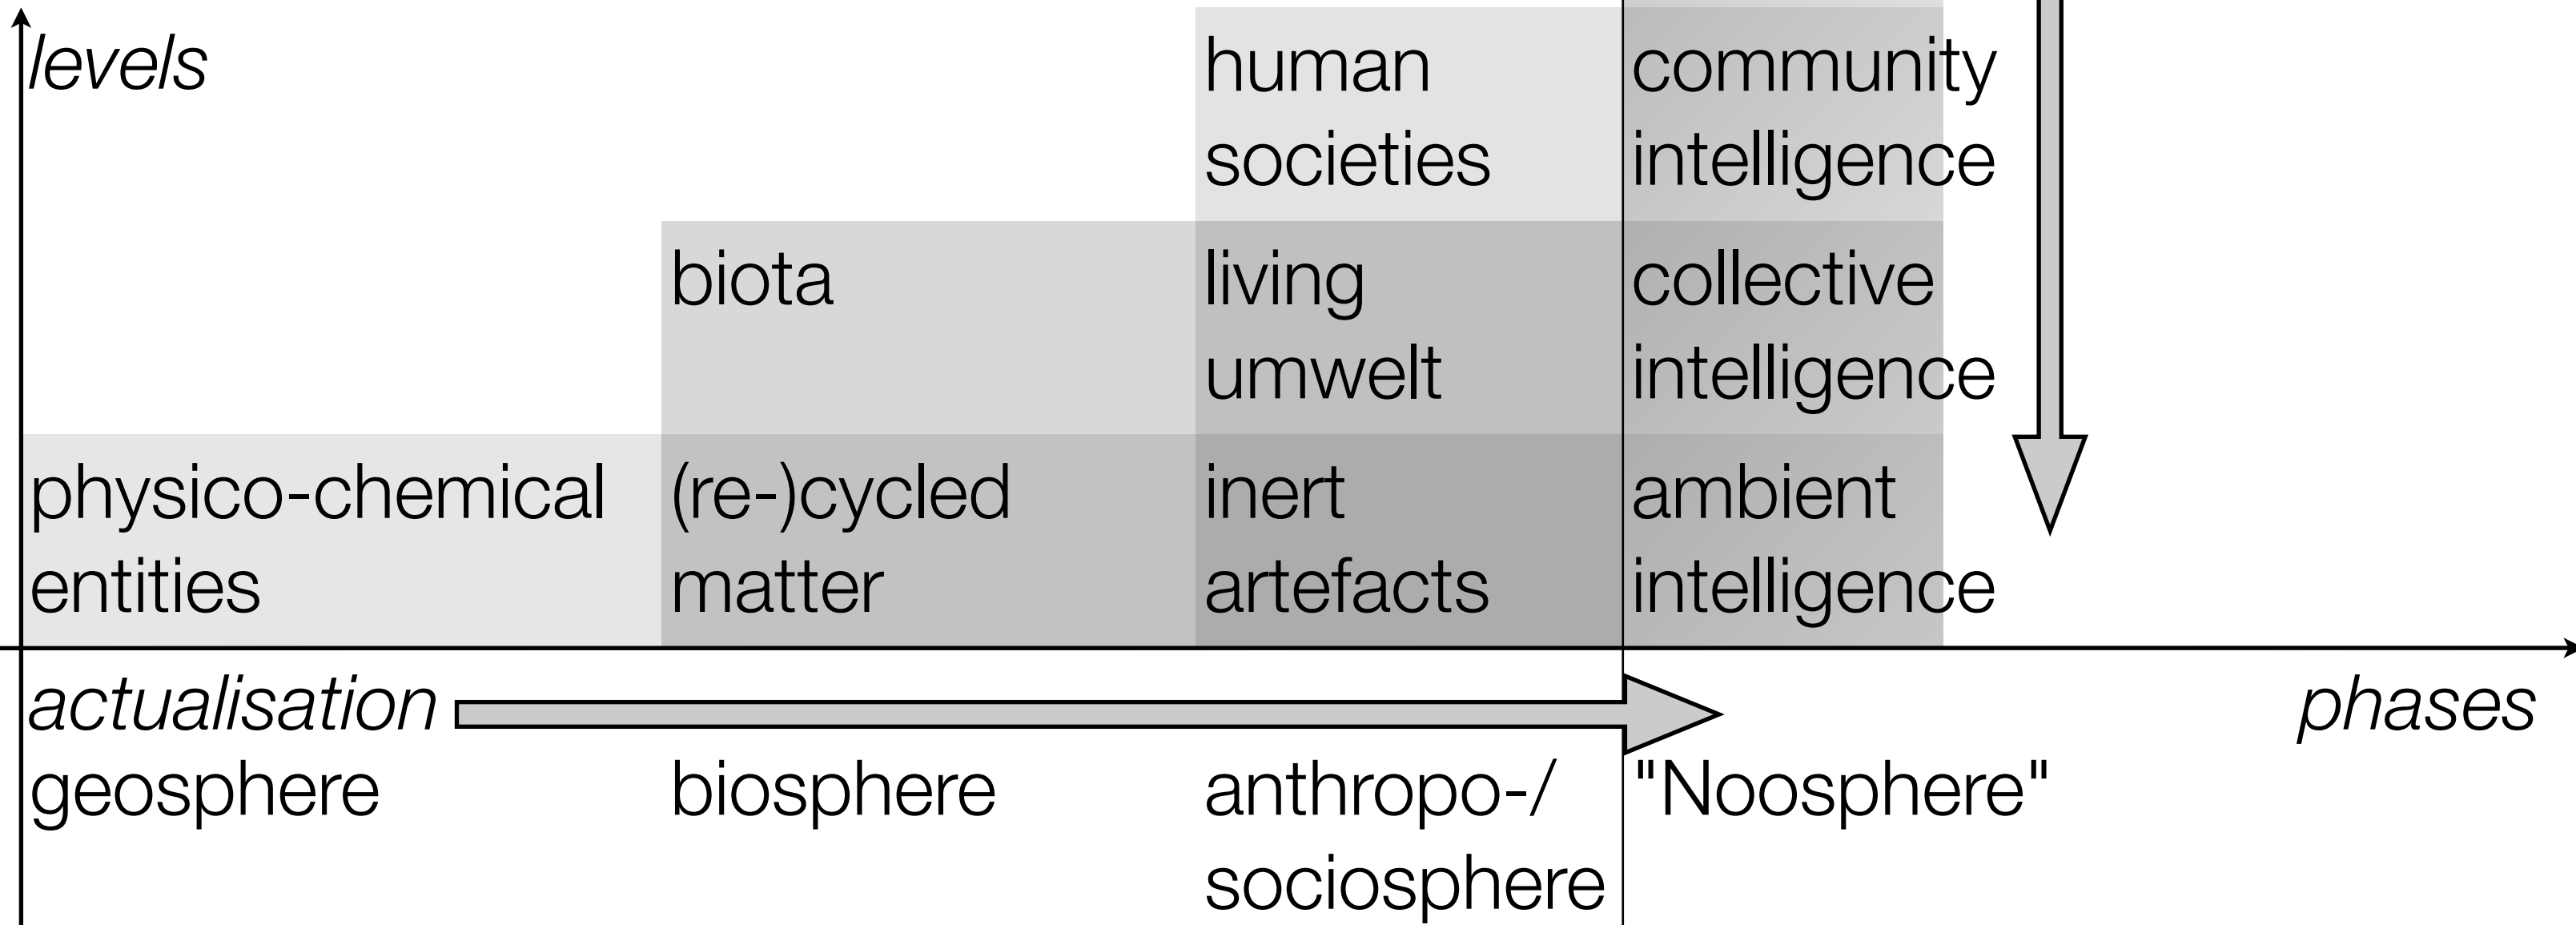 levels
human
societies
community
intelligence
biota
living
umwelt
collective
intelligence
physico-chemical
entities
(re-)cycled
matter
inert
artefacts
ambient
intelligence
actualisation
phases
geosphere
biosphere
anthropo-/
sociosphere
"Noosphere"